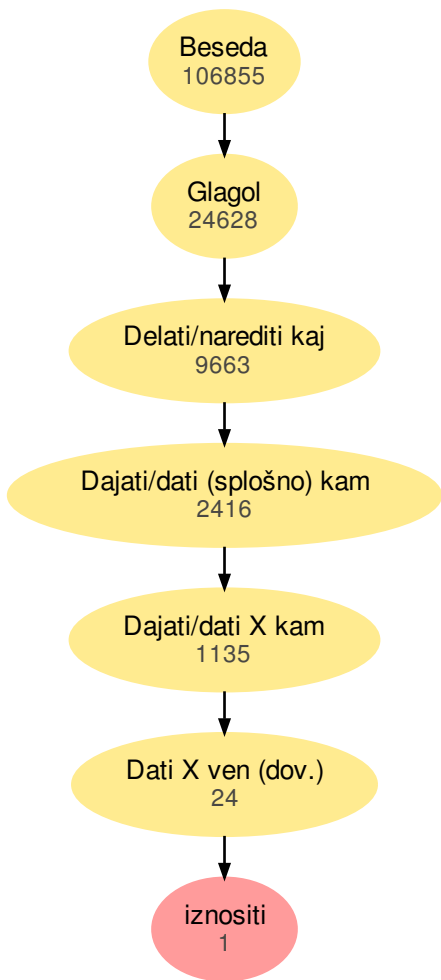 Beseda
106855
Glagol
24628
Delati/narediti kaj
9663
Dajati/dati (splošno) kam
2416
Dajati/dati X kam
1135
Dati X ven (dov.)
24
iznositi
1